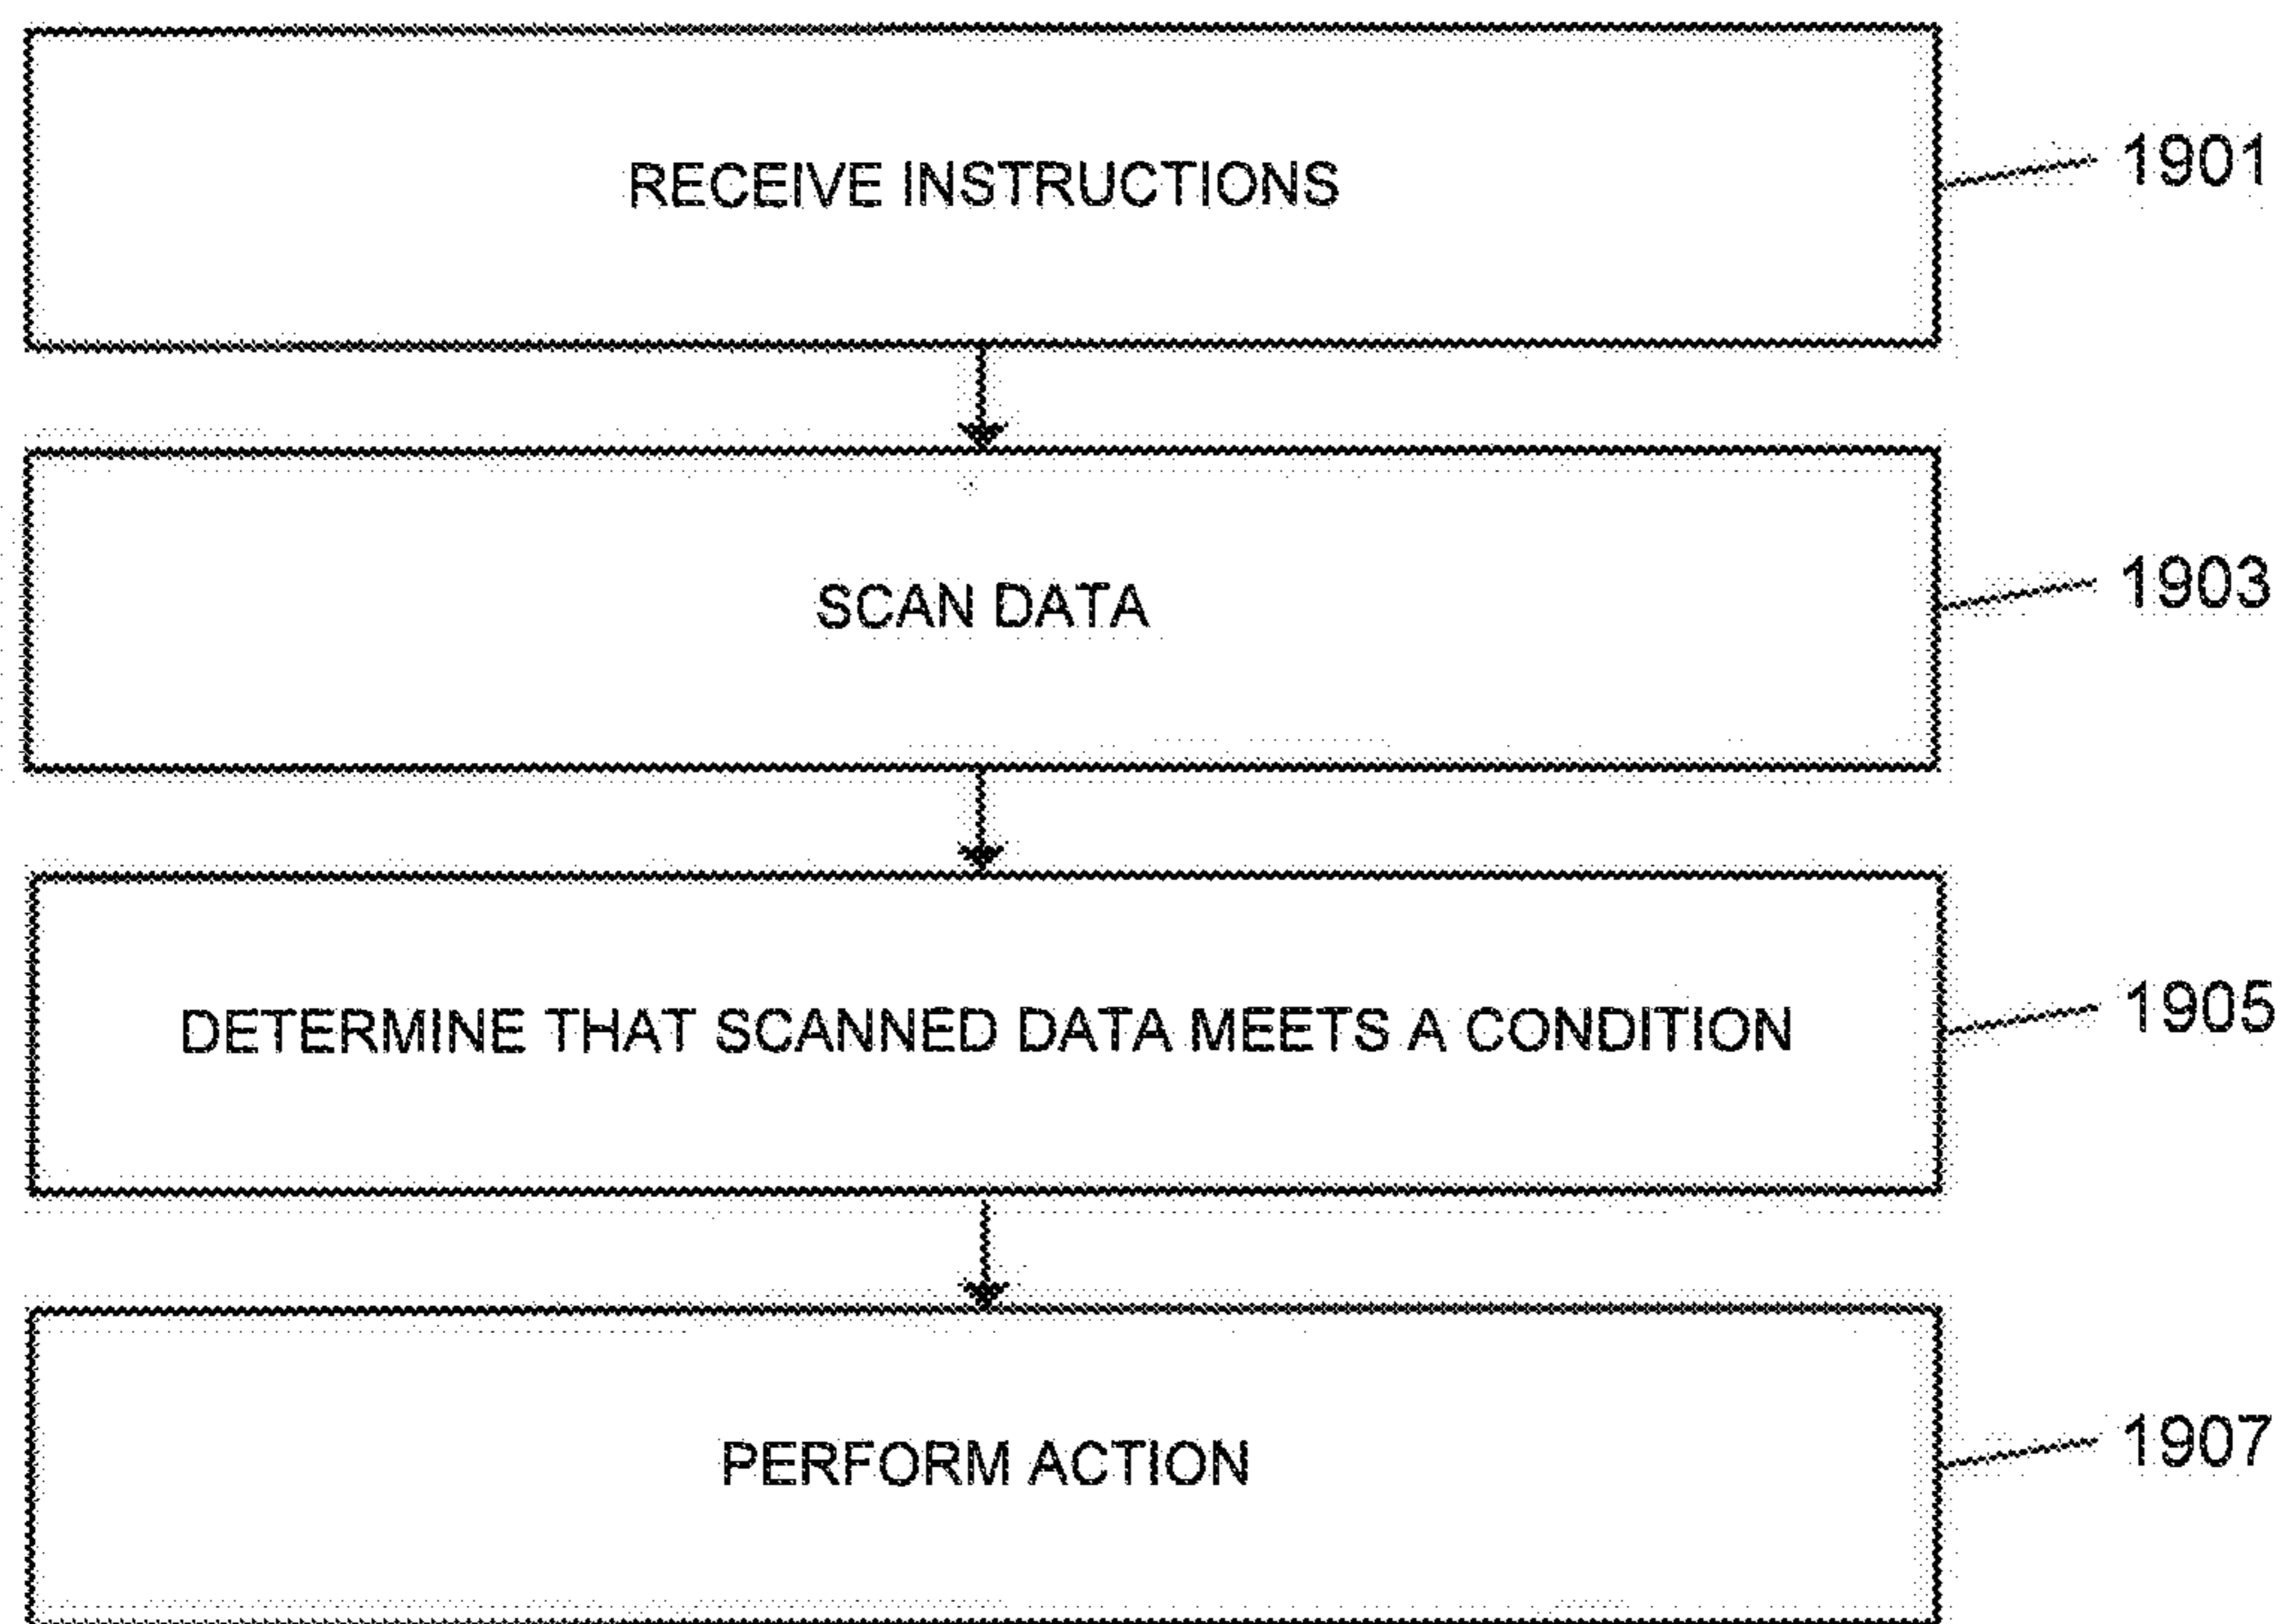 RECEIVE INSTRUCTIONS
1901
SCAN DATA
1903
DETERMINE THAT SCANNED DATA MEETS A CONDITION
1905
PERFORM ACTION
1907